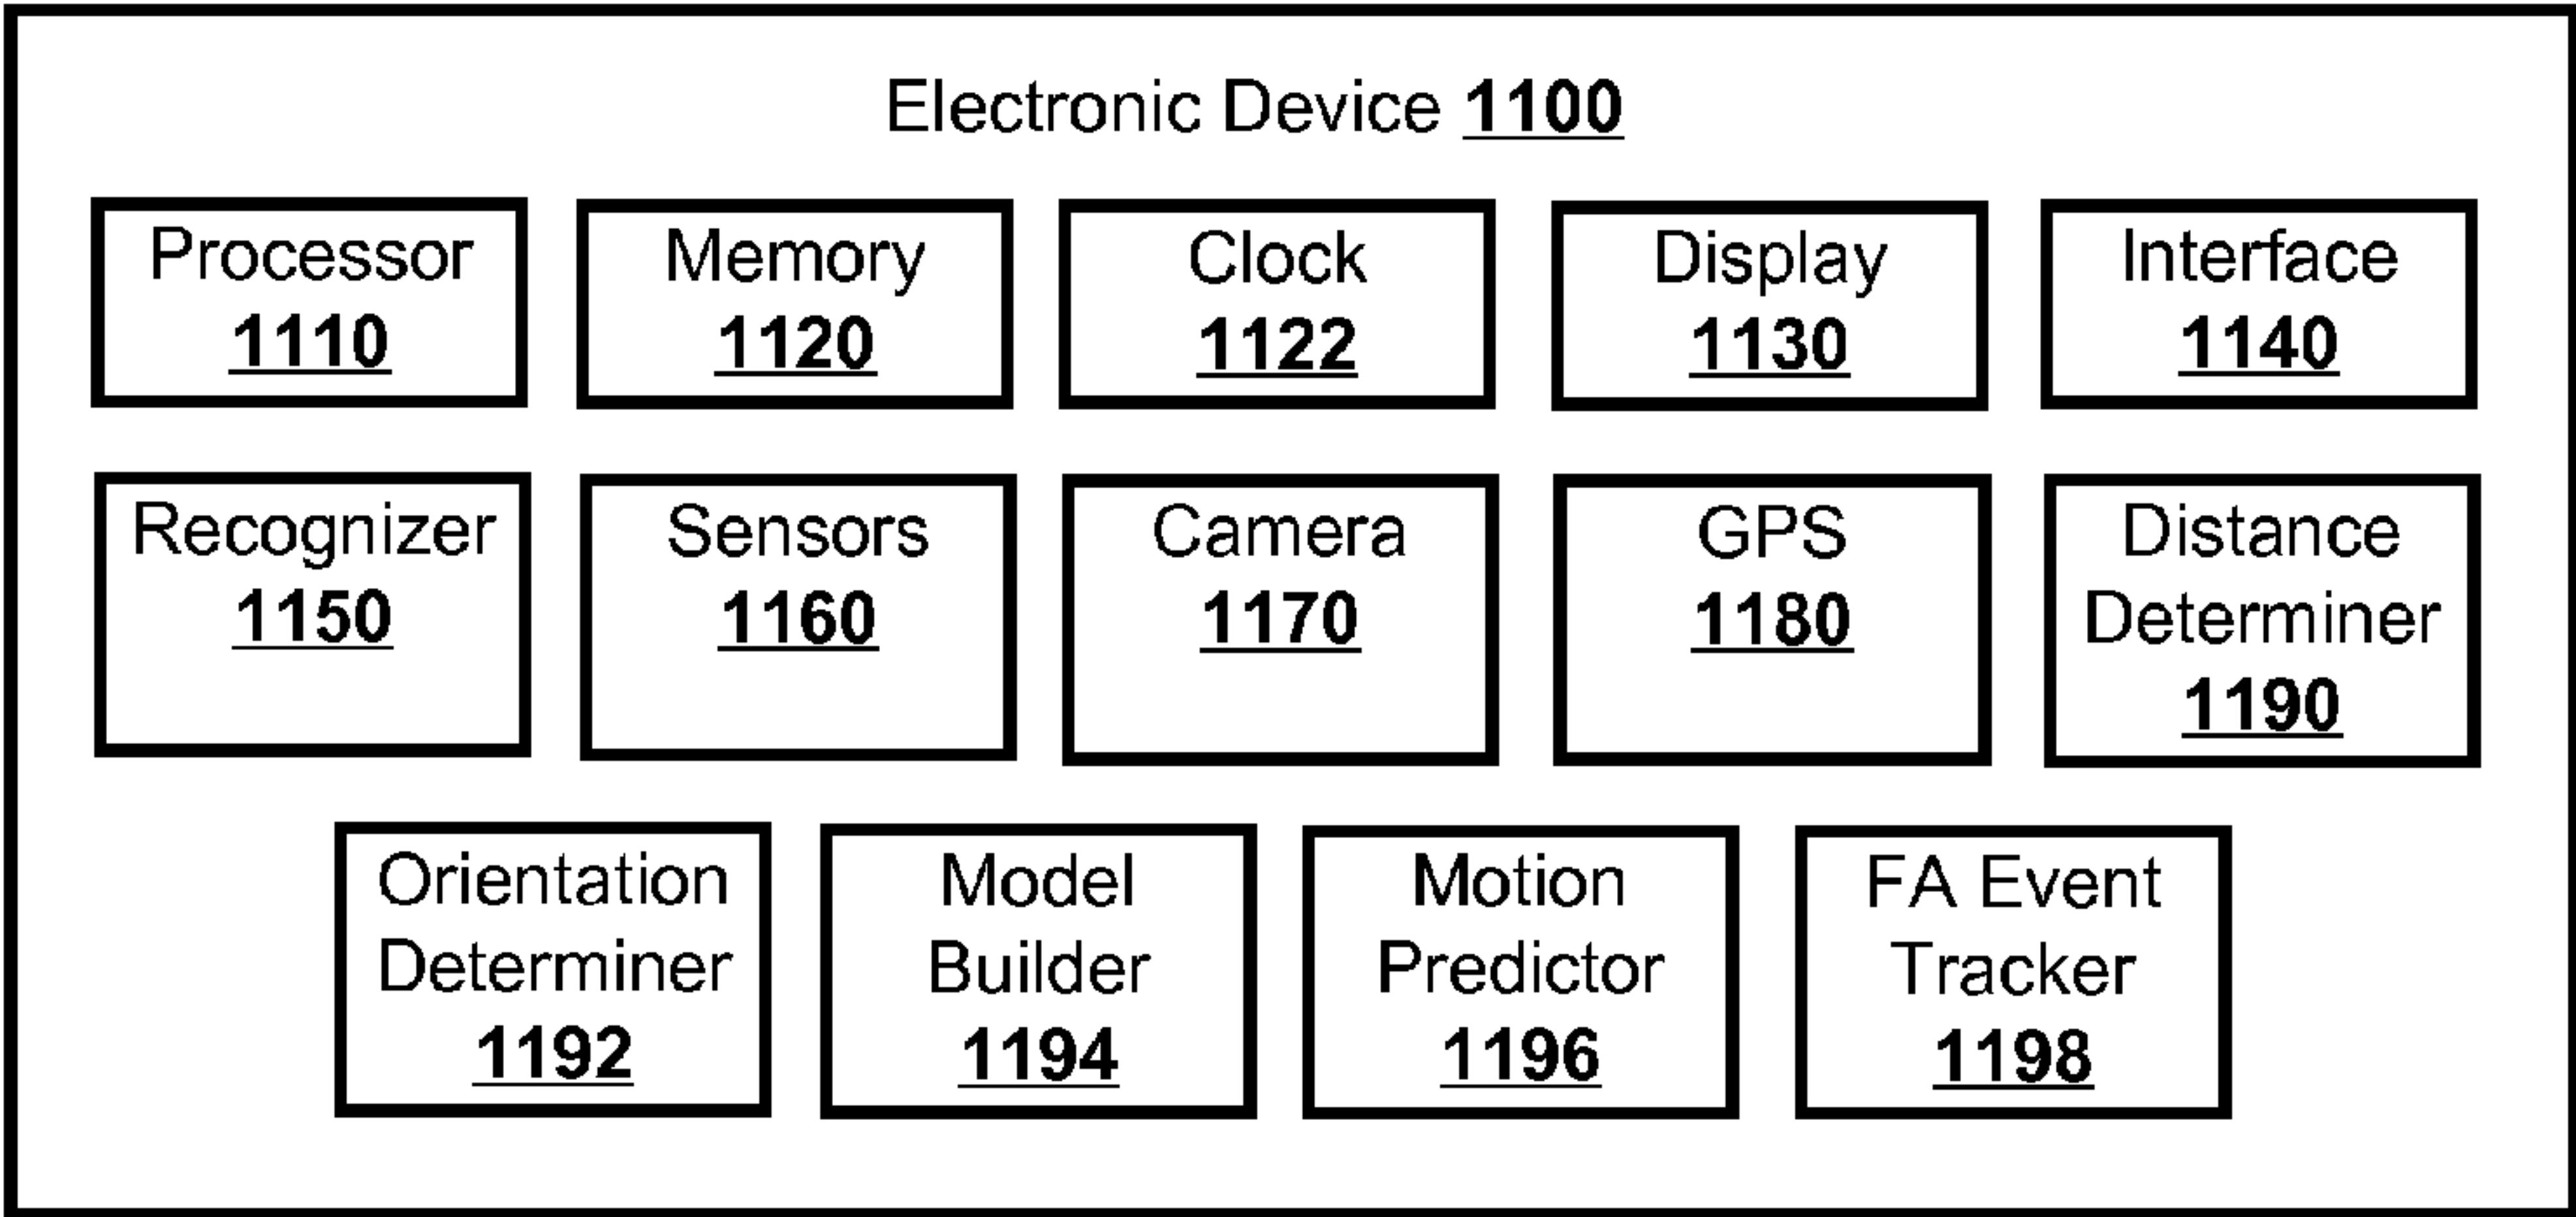 Electronic Device 1100
Processor
1110
Memory
1120
Clock
1122
Display
1130
Interface
1140
Recognizer
1150
Sensors
1160
Camera
1170
GPS
1180
Distance
Determiner
1190
Orientation
Determiner
1192
Model
Builder
1194
Motion
Predictor
1196
FA Event
Tracker
1198